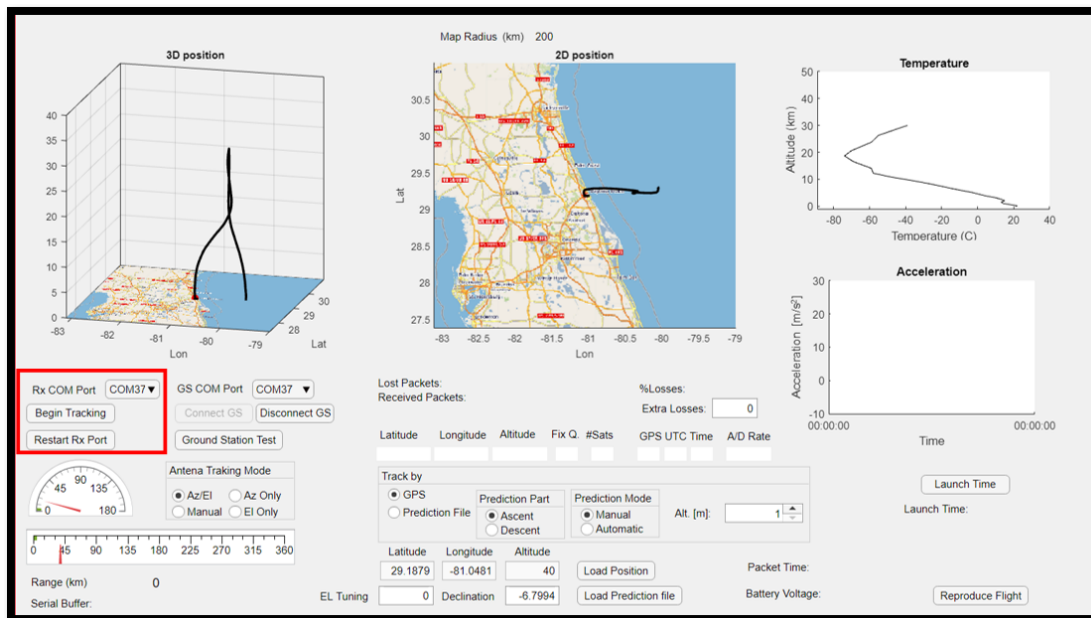 Map Radius (km) 200
3D position
2D position
Temperature
40
35
30
25
20
15
10
5
0
-83
-82
-81
-80
-79
Lon
28
29
30
Lat
30.5
30
29.5
29
28.5
28
27.5
Lat
-83 -82.5 -82 -81.5 -81 -80.5 -80 -79.5 -79
Lon
50
40
30
20
10
0
Altitude (km)
-80 -60 -40 -20 0 20 40
Temperature (C)
Acceleration
30
20
10
0
-10
Acceleration [m/s²]
00:00:00 00:00:00
Time
Rx COM Port COM37 GS COM Port COM37
Begin Tracking Connect GS Disconnect GS
Restart Rx Port Ground Station Test
Lost Packets:
Received Packets:
%Losses:
Extra Losses: 0
Latitude Longitude Altitude Fix Q. #Sats GPS UTC Time A/D Rate
0 45 90 135 180
Antena Traking Mode
Az/El Az Only
Manual El Only
0 45 90 135 180 225 270 315 360
Range (km) 0
Serial Buffer:
Track by
GPS
Prediction File
Prediction Part
Ascent
Descent
Prediction Mode
Manual
Automatic
Alt. [m]: 1
Latitude Longitude Altitude
29.1879 -81.0481 40 Load Position
EL Tuning 0 Declination -6.7994 Load Prediction file
Launch Time
Launch Time:
Packet Time:
Battery Voltage:
Reproduce Flight